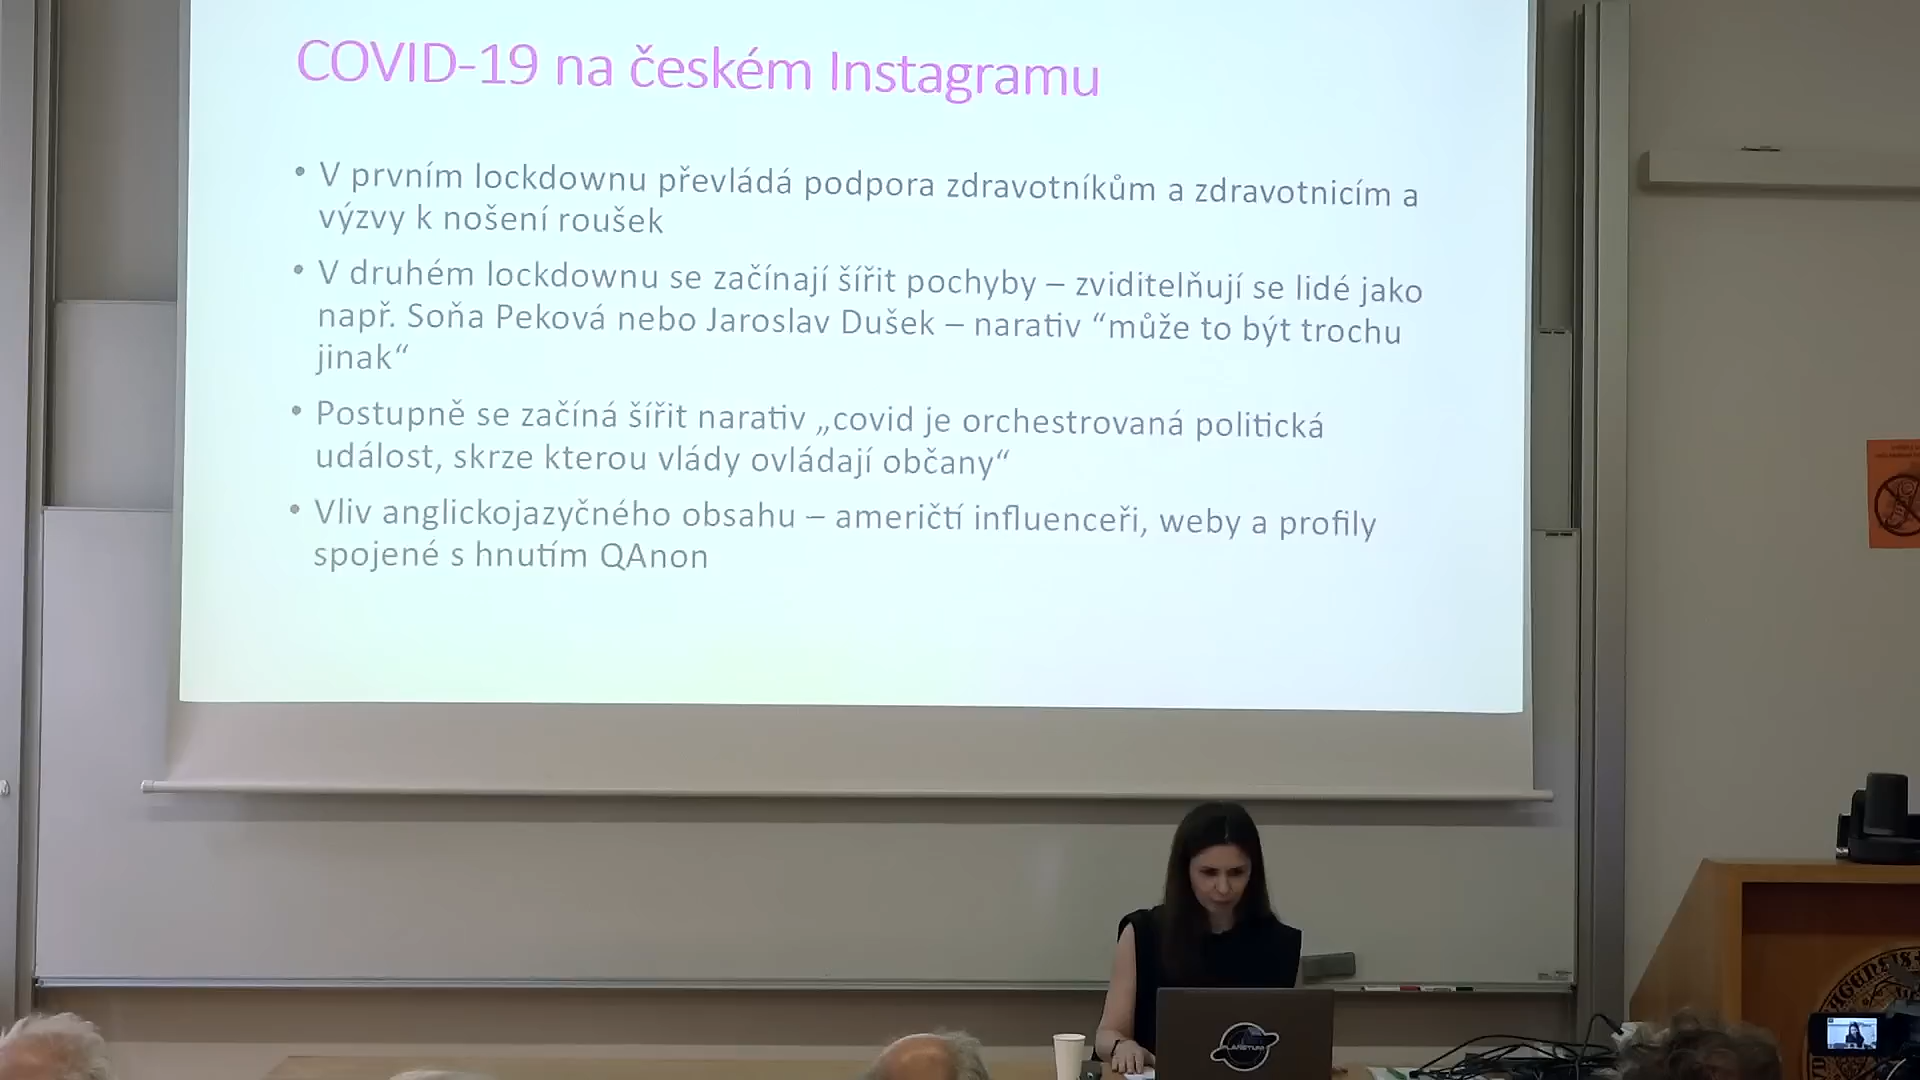 COVID-19 na českém Instagramu
• V prvním lockdownu převládá podpora zdravotníkům a zdravotnicím a
výzvy k nošení roušek
• V druhém lockdownu se začínají šířit pochyby – zviditelňují se lidé jako
např. Soňa Peková nebo Jaroslav Dušek – narativ “může to být trochu
jinak“
• Postupně se začíná šířit narativ „covid je orchestrovaná politická
událost, skrze kterou vlády ovládají občany“
• Vliv anglickojazyčného obsahu – američtí influenceři, weby a profily
spojené s hnutím QAnon
PLANETUM